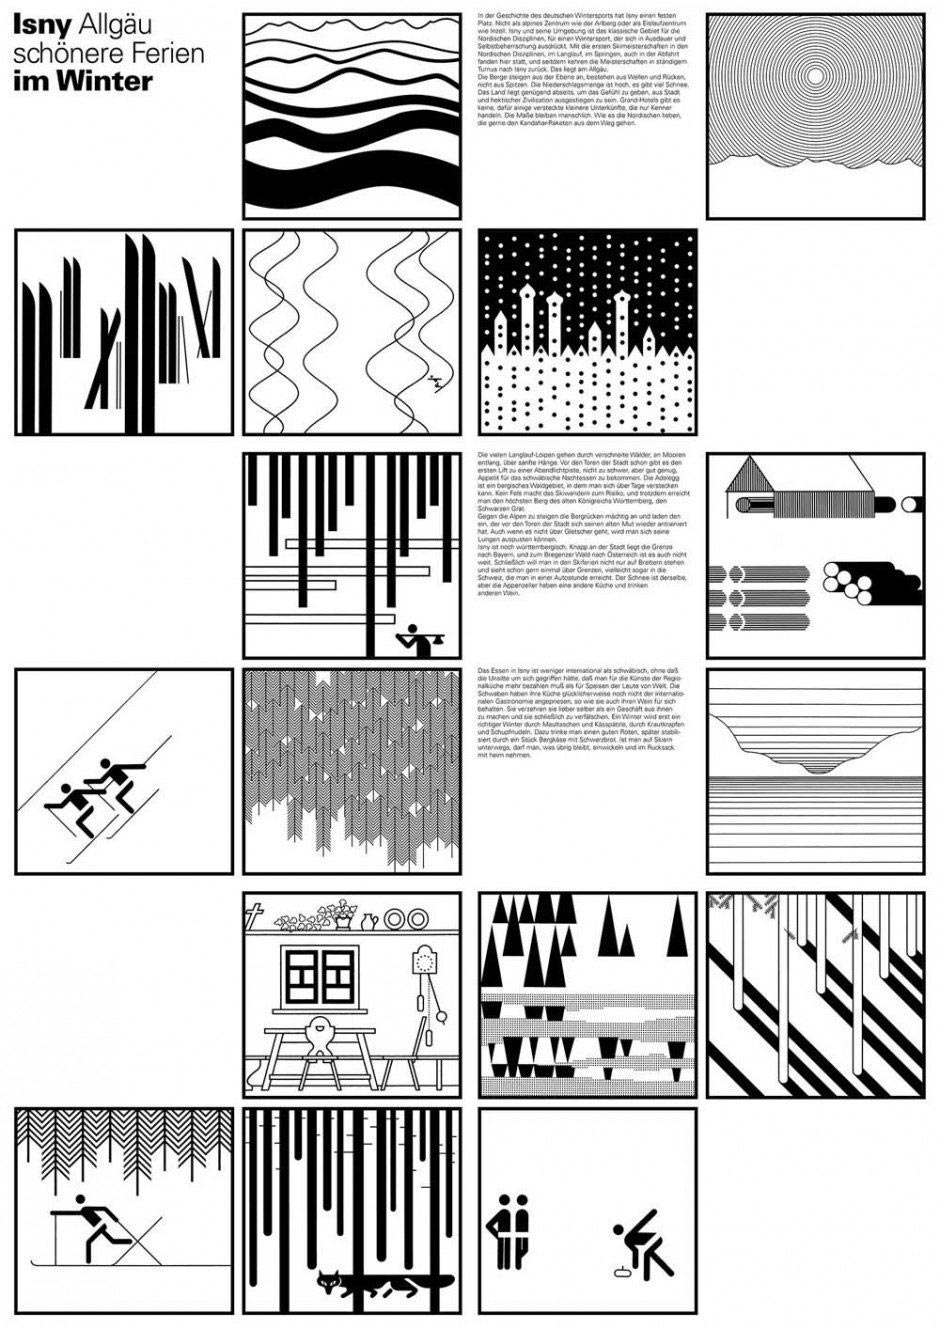 Isny Allgäu
schönere Ferien
im Winter
In der Geschichte des deutschen Wintersports hat Isny einen festen
Platz. Nicht als alpines Zentrum wie der Arlberg oder als Eislaufzentrum
wie Inzell. Isny und seine Umgebung ist das klassische Gebiet für die
Nordischen Disziplinen, für einen Wintersport, der sich in Ausdauer und
Selbstbeherrschung ausdrückt. Mit die ersten Skimeisterschaften in den
Nordischen Disziplinen, im Langlauf, im Springen, auch in der Abfahrt
fanden hier statt, und seitdem kehren die Meisterschaften in ständigem
Turnus nach Isny zurück. Das liegt am Allgäu.
Die Berge steigen aus der Ebene an, bestehen aus Wellen und Rücken,
nicht aus Spitzen. Die Niederschlagsmenge ist hoch, es gibt viel Schnee.
Das Land liegt genügend abseits, um das Gefühl zu geben, aus Stadt
und hektischer Zivilisation ausgestiegen zu sein. Grand-Hotels gibt es
keine, dafür einige versteckte kleinere Unterkünfte, die nur Kenner
handeln. Die Maße bleiben menschlich. Wie es die Nordischen lieben,
die gerne den Kandahar-Raketen aus dem Weg gehen.
Die vielen Langlauf-Loipen gehen durch verschneite Wälder, an Mooren
entlang, über sanfte Hänge. Vor den Toren der Stadt schon gibt es den
ersten Lift zu einer Abendlichtpiste, nicht zu schwer, aber gut genug,
Appetit für das schwäbische Nachtessen zu bekommen. Die Adelegg
ist ein bergisches Waldgebiet, in dem man sich über Tage verstecken
kann. Kein Fels macht das Skiwandern zum Risiko, und trotzdem erreicht
man den höchsten Berg des alten Königreichs Württemberg, den
Schwarzen Grat.
Gegen die Alpen zu steigen die Bergrücken mächtig an und laden den
ein, der vor den Toren der Stadt sich seinen alten Mut wieder antrainiert
hat. Auch wenn es nicht über Gletscher geht, wird man sich seine
Lungen auspusten können.
Isny ist noch württembergisch. Knapp an der Stadt liegt die Grenze
nach Bayern, und zum Bregenzer Wald nach Österreich ist es auch nicht
weit. Schließlich will man in den Skiferien nicht nur auf Brettern stehen
und sieht schon gern einmal über Grenzen, vielleicht sogar in die
Schweiz, die man in einer Autostunde erreicht. Der Schnee ist derselbe,
aber die Appenzeller haben eine andere Küche und trinken
anderen Wein.
Das Essen in Isny ist weniger international als schwäbisch, ohne daß
die Unsitte um sich gegriffen hätte, daß man für die Künste der Regio-
nalküche mehr bezahlen muß als für Speisen der Leute von Welt. Die
Schwaben haben ihre Küche glücklicherweise noch nicht der internatio-
nalen Gastronomie angepriesen, so wie sie auch ihren Wein für sich
behalten. Sie verzehren sie lieber selber als ein Geschäft aus ihnen
zu machen und sie schließlich zu verfälschen. Ein Winter wird erst ein
richtiger Winter durch Maultaschen und Kässpätzle, durch Krautkrapfen
und Schupfnudeln. Dazu trinke man einen guten Roten, später stabili-
siert durch ein Stück Bergkäse mit Schwarzbrot. Ist man auf Skiern
unterwegs, darf man, was übrig bleibt, einwickeln und im Rucksack
mit heim nehmen.